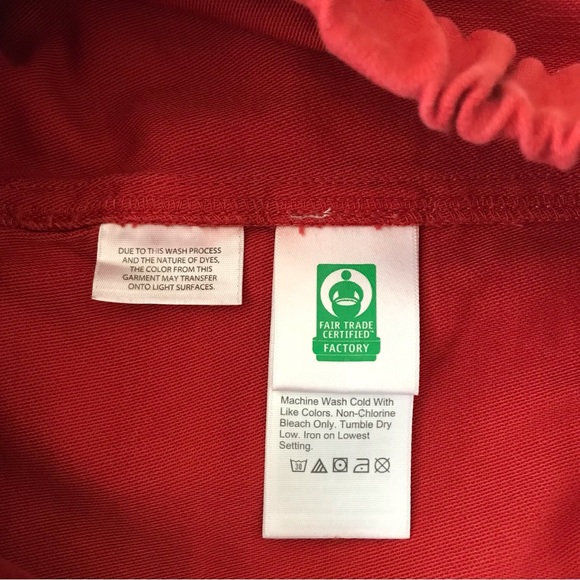 DUE TO THIS WASH PROCESS
AND THE NATURE OF DYES,
THE COLOR FROM THIS
GARMENT MAY TRANSFER
ONTO LIGHT SURFACES.
FAIR TRADE
CERTIFIED™
FACTORY
Machine Wash Cold With
Like Colors. Non-Chlorine
Bleach Only. Tumble Dry
Low. Iron on Lowest
Setting.
30